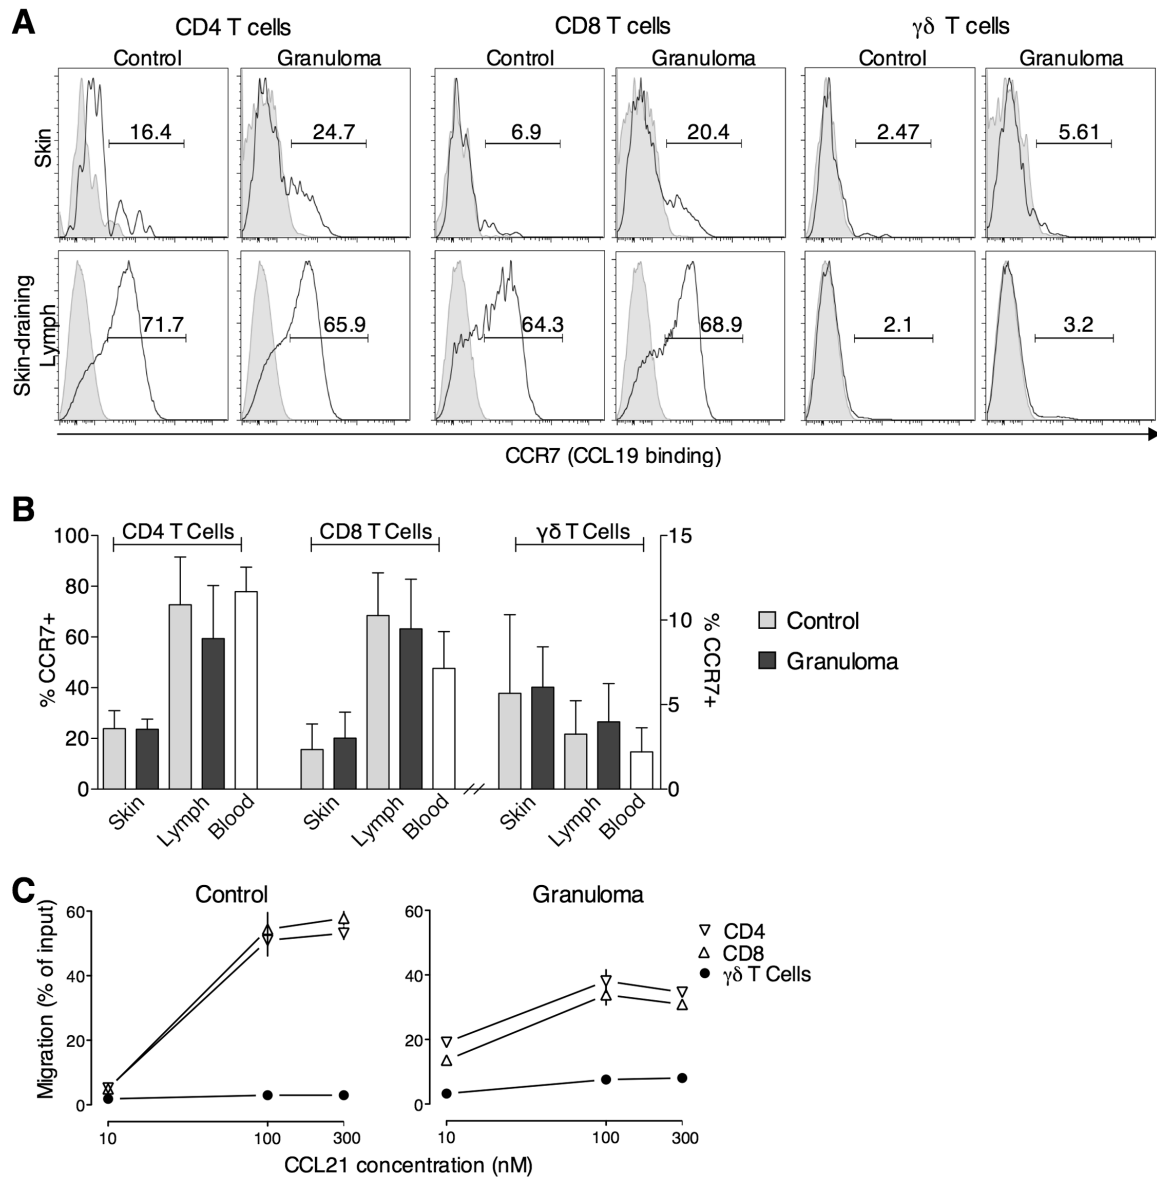 A
CD4 T cells CD8 T cells γδ T cells
Control Granuloma Control Granuloma Control Granuloma
Skin
16.4 24.7 6.9 20.4 2.47 5.61
Skin-draining
Lymph
71.7 65.9 64.3 68.9 2.1 3.2
CCR7 (CCL19 binding)
B
CD4 T Cells CD8 T Cells γδ T Cells
% CCR7+
100
80
60
40
20
0
15
10
5
0
% CCR7+
Control
Granuloma
Skin Lymph Blood Skin Lymph Blood Skin Lymph Blood
C
Control Granuloma
Migration (% of input)
60
40
20
0
60
40
20
0
CD4
CD8
γδ T Cells
10 100 300 10 100 300
CCL21 concentration (nM)